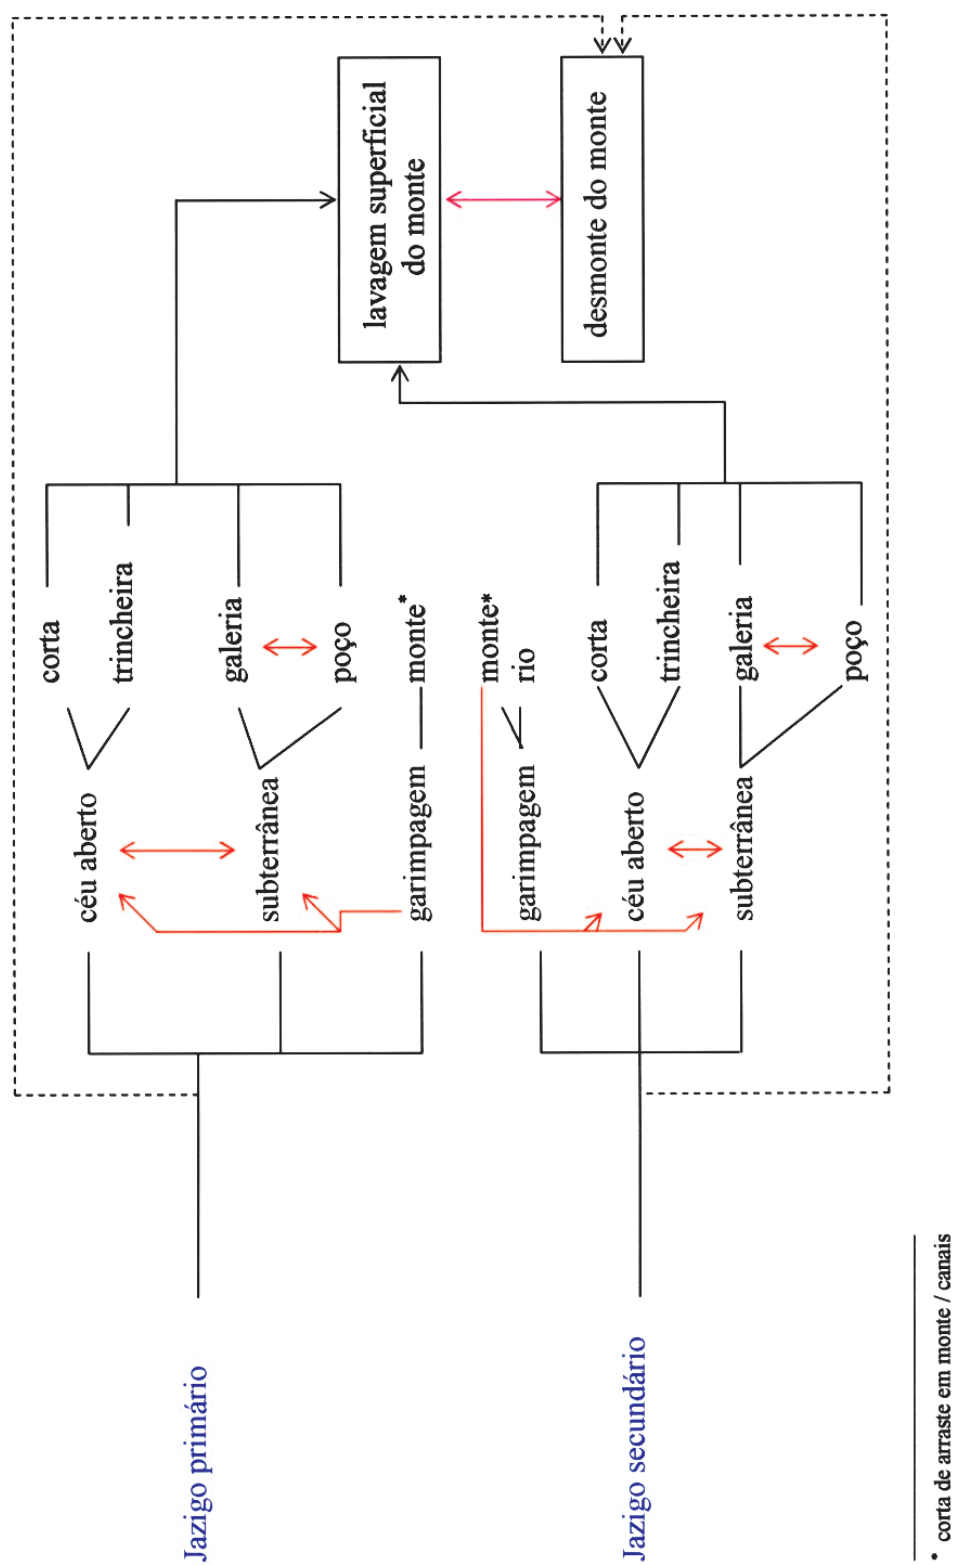 Jazigo primário
céu aberto
corta
trincheira
subterrânea
galeria
poço
garimpagem
monte*
Jazigo secundário
garimpagem
monte*
rio
céu aberto
corta
trincheira
subterrânea
galeria
poço
lavagem superficial
do monte
desmonte do monte
* corta de arraste em monte / canais